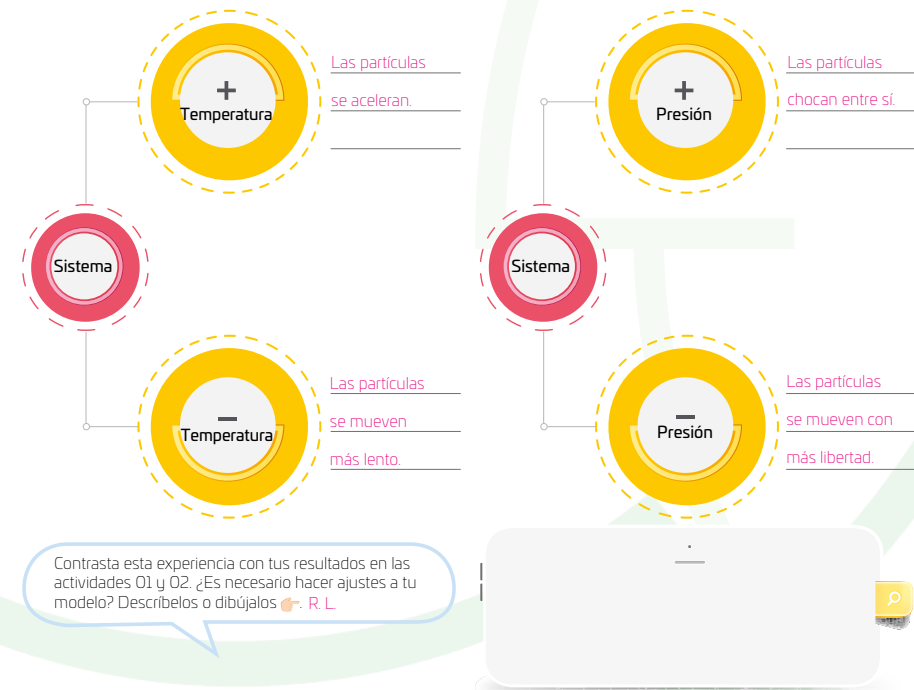 +
Temperatura
Las partículas
se aceleran.
Sistema
–
Temperatura
Las partículas
se mueven
más lento.
+
Presión
Las partículas
chocan entre sí.
Sistema
–
Presión
Las partículas
se mueven con
más libertad.
Contrasta esta experiencia con tus resultados en las
actividades 01 y 02. ¿Es necesario hacer ajustes a tu
modelo? Descríbelos o dibújalos 👉. R. L.